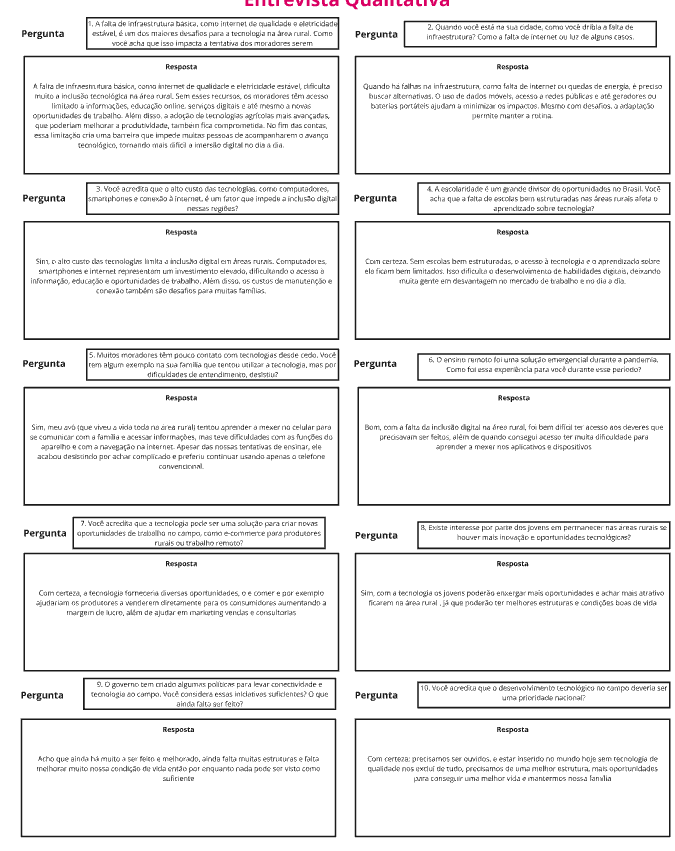 Entrevista Qualitativa
Pergunta
1. A falta de infraestrutura básica, como internet de qualidade e eletricidade
estável, é um dos maiores desafios para a tecnologia na área rural. Como
você acha que isso impacta a tentativa dos moradores serem
Resposta
A falta de infraestrutura básica, como internet de qualidade e eletricidade estável, dificulta
muito a inclusão tecnológica na área rural. Sem esses recursos, os moradores têm acesso
limitado a informações, educação online, serviços digitais e até mesmo a novas
oportunidades de trabalho. Além disso, a adoção de tecnologias agrícolas mais avançadas,
que poderiam melhorar a produtividade, também fica comprometida. No fim das contas,
essa limitação cria uma barreira que impede muitas pessoas de acompanharem o avanço
tecnológico, tornando mais difícil a imersão digital no dia a dia.
Pergunta
2. Quando você está na sua cidade, como você dribla a falta de
infraestrutura? Como a falta de internet ou luz de alguns casos.
Resposta
Quando há falhas na infraestrutura, como falta de internet ou quedas de energia, é preciso
buscar alternativas. O uso de dados móveis, acesso a redes públicas e até geradores ou
baterias portáteis ajudam a minimizar os impactos. Mesmo com desafios, a adaptação
permite manter a rotina.
Pergunta
3. Você acredita que o alto custo das tecnologias, como computadores,
smartphones e conexão à internet, é um fator que impede a inclusão digital
nessas regiões?
Resposta
Sim, o alto custo das tecnologias limita a inclusão digital em áreas rurais. Computadores,
smartphones e internet representam um investimento elevado, dificultando o acesso à
informação, educação e oportunidades de trabalho. Além disso, os custos de manutenção e
conexão também são desafios para muitas famílias.
Pergunta
4. A escolaridade é um grande divisor de oportunidades no Brasil. Você
acha que a falta de escolas bem estruturadas nas áreas rurais afeta o
aprendizado sobre tecnologia?
Resposta
Com certeza. Sem escolas bem estruturadas, o acesso à tecnologia e o aprendizado sobre
ela ficam bem limitados. Isso dificulta o desenvolvimento de habilidades digitais, deixando
muita gente em desvantagem no mercado de trabalho e no dia a dia.
Pergunta
5. Muitos moradores têm pouco contato com tecnologias desde cedo. Você
tem algum exemplo na sua família que tentou utilizar a tecnologia, mas por
dificuldades de entendimento, desistiu?
Resposta
Sim, meu avô (que viveu a vida toda na área rural) tentou aprender a mexer no celular para
se comunicar com a família e acessar informações, mas teve dificuldades com as funções do
aparelho e com a navegação na internet. Apesar das nossas tentativas de ensinar, ele
acabou desistindo por achar complicado e preferiu continuar usando apenas o telefone
convencional.
Pergunta
6. O ensino remoto foi uma solução emergencial durante a pandemia.
Como foi essa experiência para você durante esse período?
Resposta
Bom, com a falta da inclusão digital na área rural, foi bem difícil ter acesso aos deveres que
precisavam ser feitos, além de quando consegui acesso ter muita dificuldade para
aprender a mexer nos aplicativos e dispositivos
Pergunta
7. Você acredita que a tecnologia pode ser uma solução para criar novas
oportunidades de trabalho no campo, como e-commerce para produtores
rurais ou trabalho remoto?
Resposta
Com certeza, a tecnologia forneceria diversas oportunidades, o e comer e por exemplo
ajudariam os produtores a venderem diretamente para os consumidores aumentando a
margem de lucro, além de ajudar em marketing vendas e consultorias
Pergunta
8. Existe interesse por parte dos jovens em permanecer nas áreas rurais se
houver mais inovação e oportunidades tecnológicas?
Resposta
Sim, com a tecnologia os jovens poderão enxergar mais oportunidades e achar mais atrativo
ficarem na área rural , já que poderão ter melhores estruturas e condições boas de vida
Pergunta
9. O governo tem criado algumas políticas para levar conectividade e
tecnologia ao campo. Você considera essas iniciativas suficientes? O que
ainda falta ser feito?
Resposta
Acho que ainda há muito a ser feito e melhorado, ainda falta muitas estruturas e falta
melhorar muito nossa condição de vida então por enquanto nada pode ser visto como
suficiente
Pergunta
10. Você acredita que o desenvolvimento tecnológico no campo deveria ser
uma prioridade nacional?
Resposta
Com certeza; precisamos ser ouvidos, e estar inserido no mundo hoje sem tecnologia de
qualidade nos exclui de tudo, precisamos de uma melhor estrutura, mais oportunidades
para conseguir uma melhor vida e mantermos nossa família